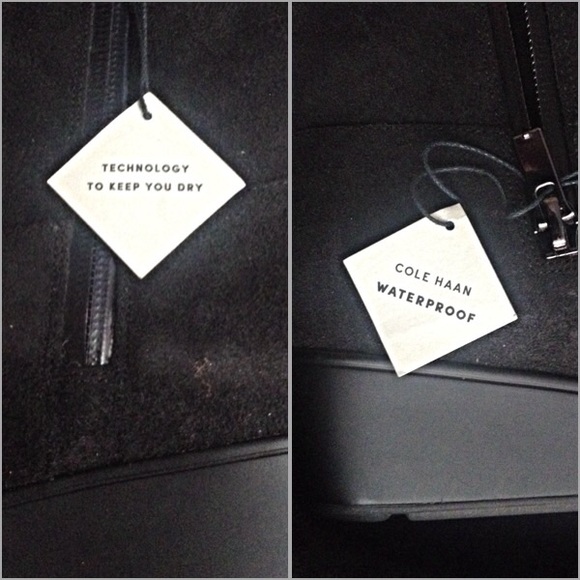 TECHNOLOGY
TO KEEP YOU DRY
COLE HAAN
WATERPROOF